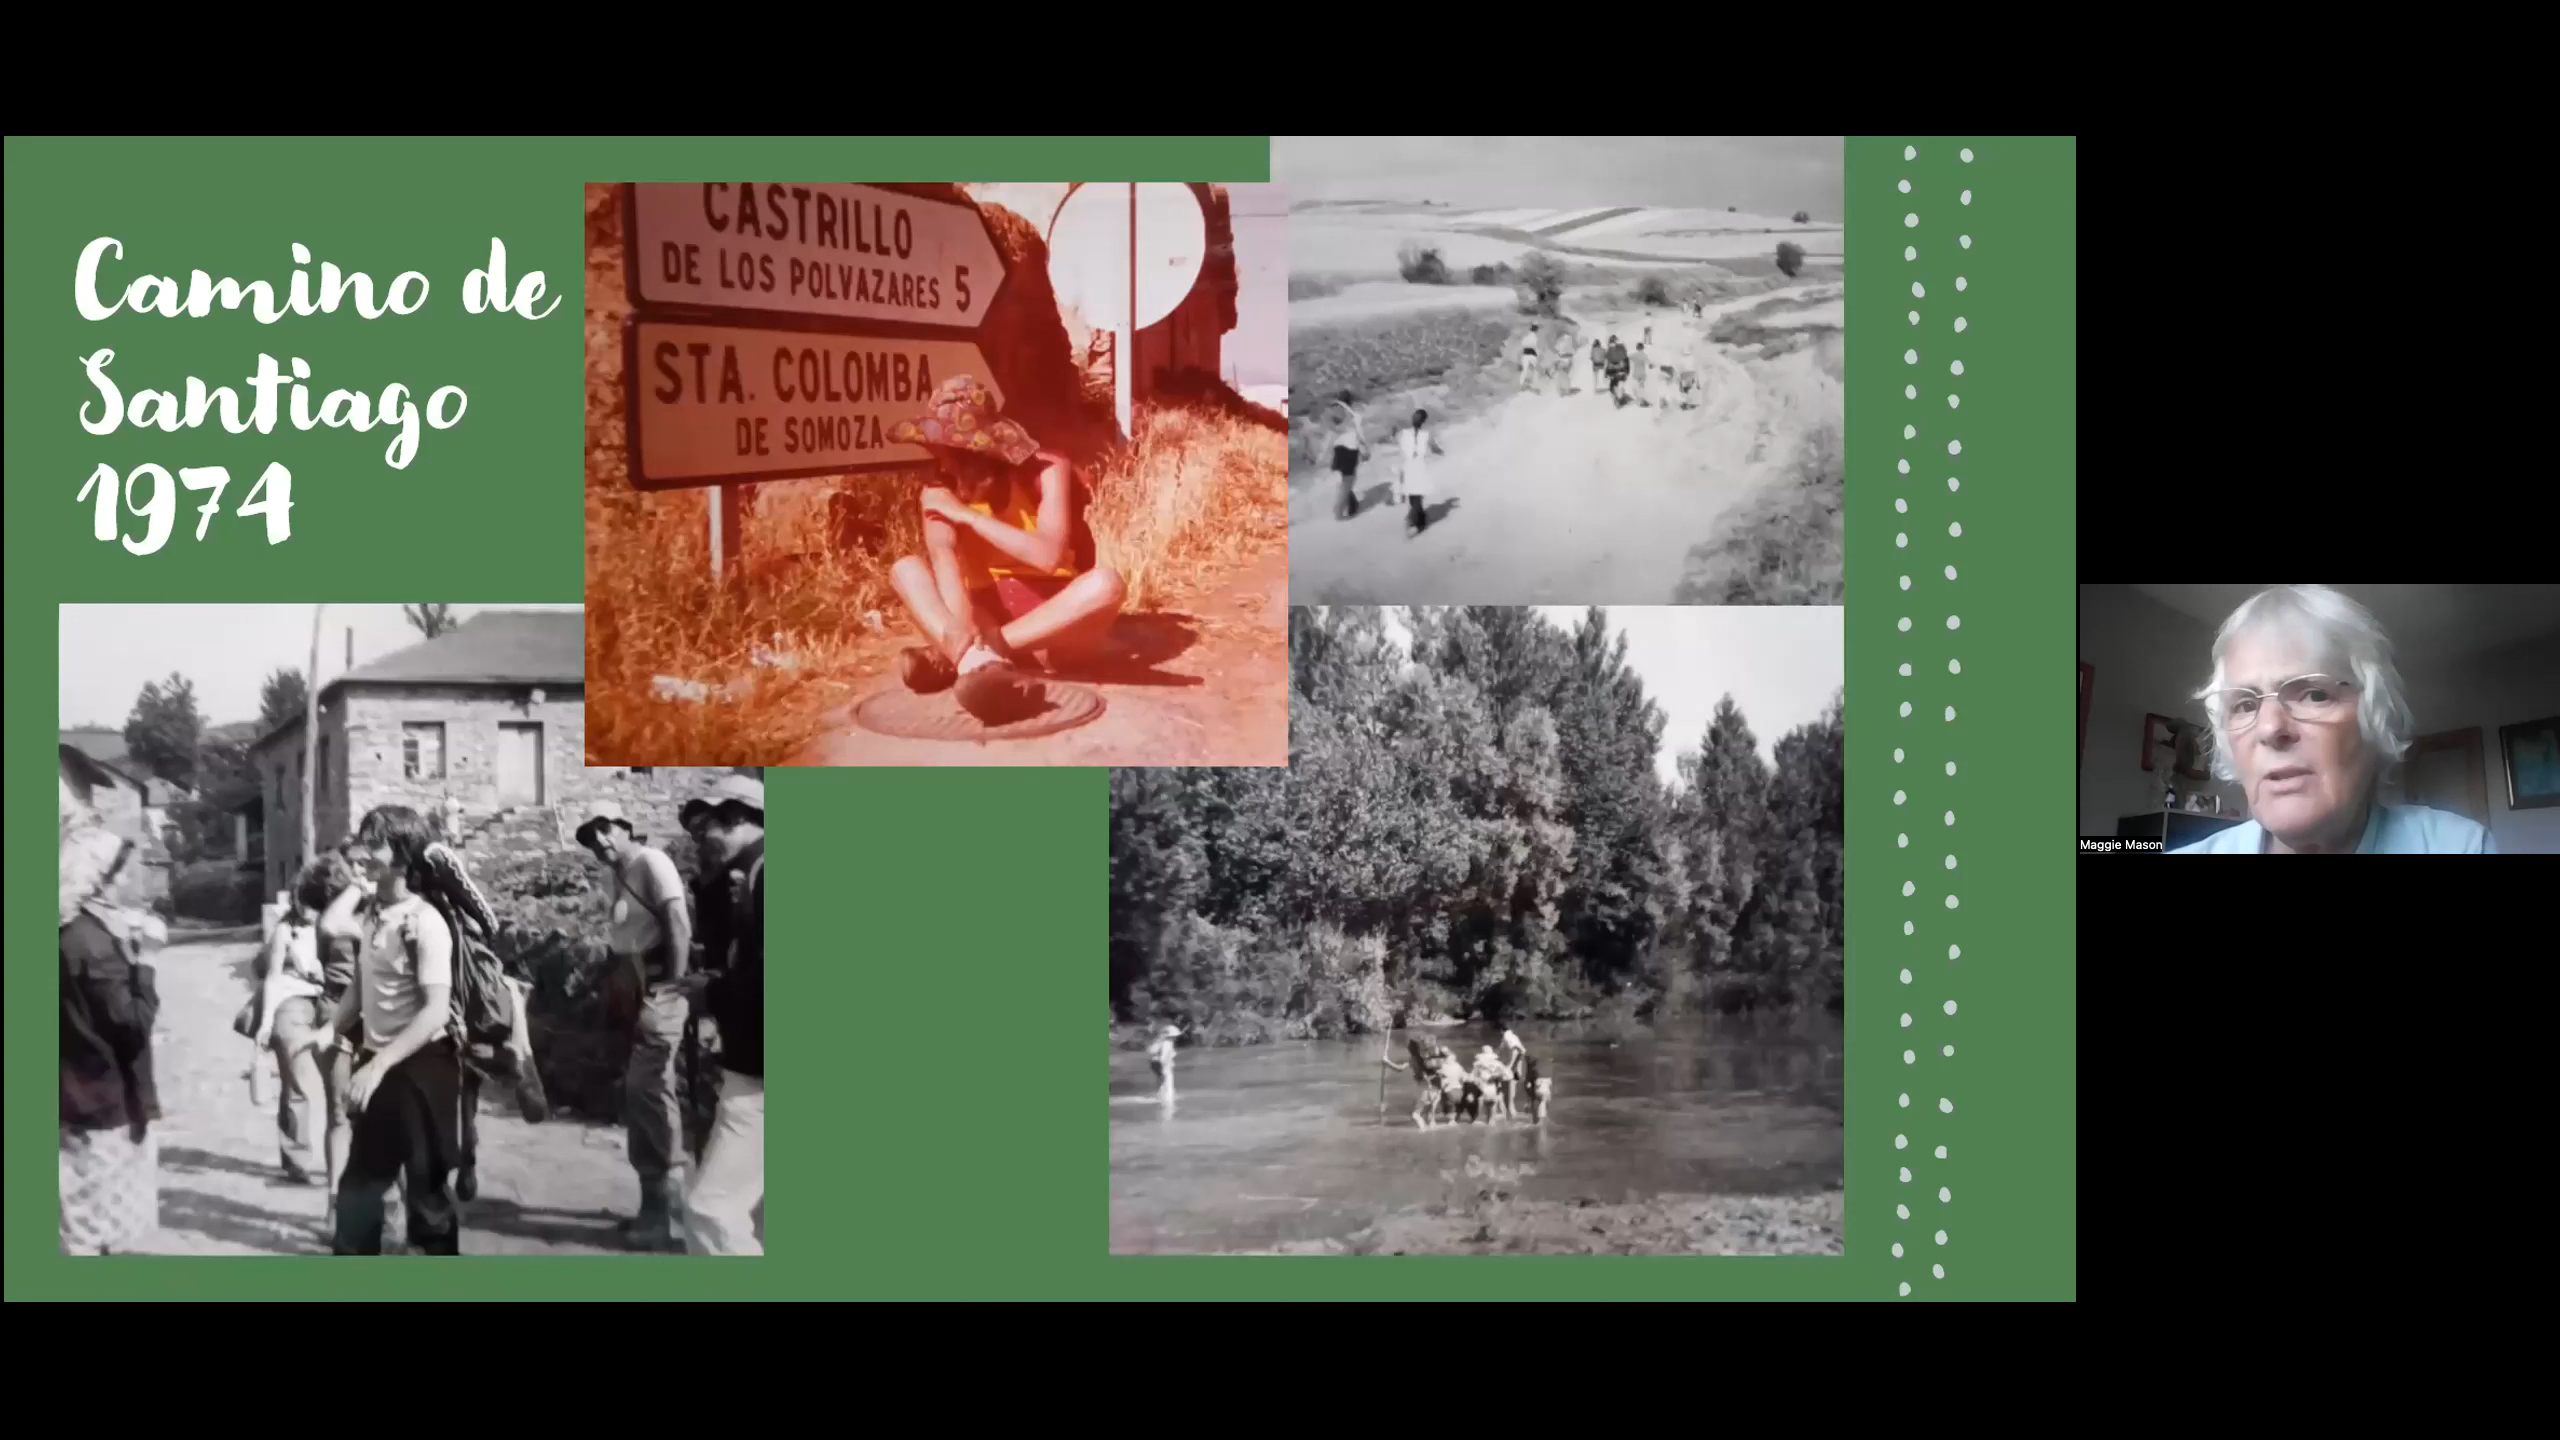 Camino de
Santiago
1974
CASTRILLO
DE LOS POLVAZARES 5
STA. COLOMBA
DE SOMOZA
Maggie Mason